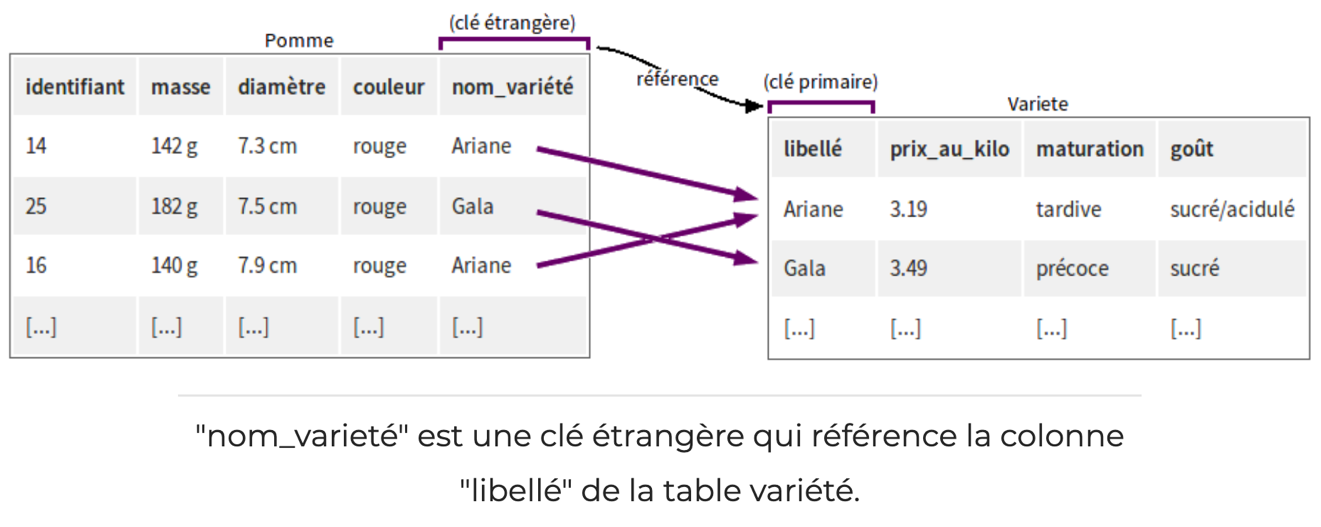 (clé étrangère)
Pomme
identifiant masse diamètre couleur nom_variété
14 142 g 7.3 cm rouge Ariane
25 182 g 7.5 cm rouge Gala
16 140 g 7.9 cm rouge Ariane
[...] [...] [...] [...] [...]
référence
(clé primaire)
Variete
libellé prix_au_kilo maturation goût
Ariane 3.19 tardive sucré/acidulé
Gala 3.49 précoce sucré
[...] [...] [...] [...]
"nom_varieté" est une clé étrangère qui référence la colonne
"libellé" de la table variété.